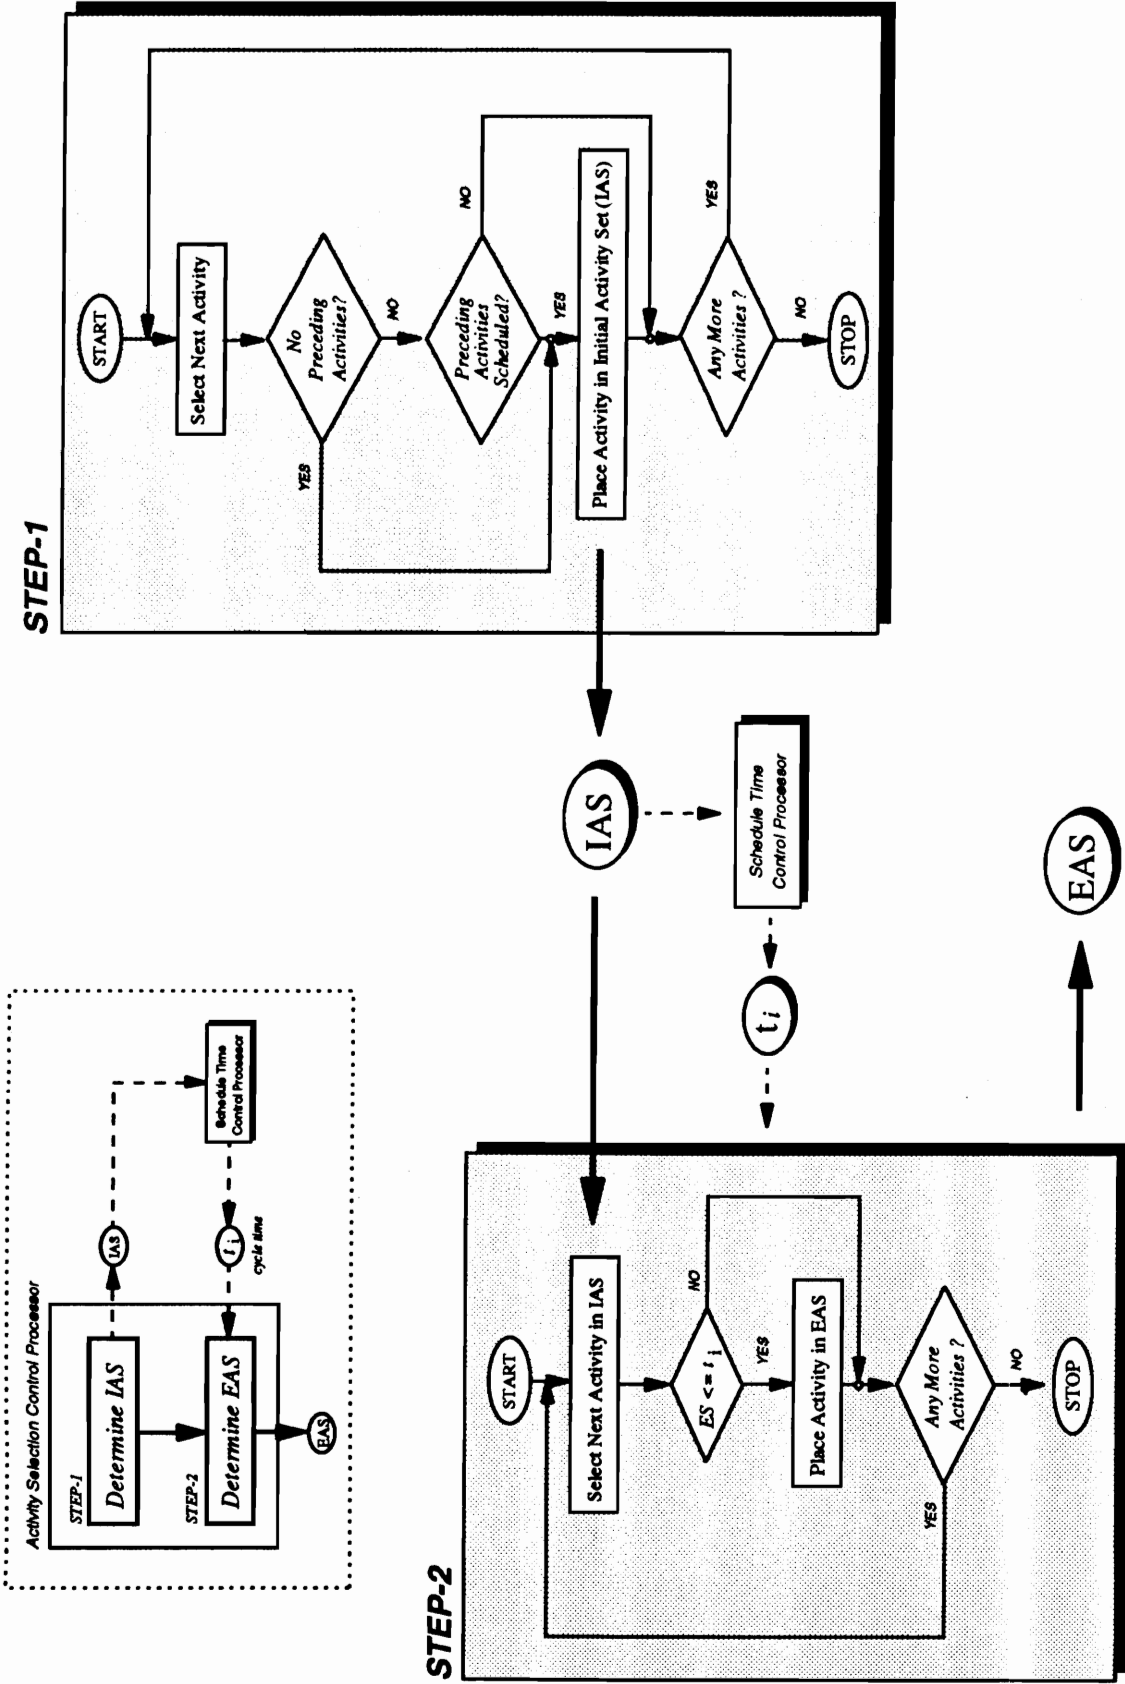 Activity Selection Control Processor
STEP-1
Determine IAS
STEP-2
Determine EAS
IAS
Schedule Time
Control Processor
t i
cycle time
EAS
STEP-1
START
Select Next Activity
No
Preceding
Activities?
YES
NO
Preceding
Activities
Scheduled?
NO
YES
Place Activity in Initial Activity Set (IAS)
Any More
Activities ?
YES
NO
STOP
IAS
Schedule Time
Control Processor
t i
STEP-2
START
Select Next Activity in IAS
ES <= t i
NO
YES
Place Activity in EAS
Any More
Activities ?
YES
NO
STOP
EAS